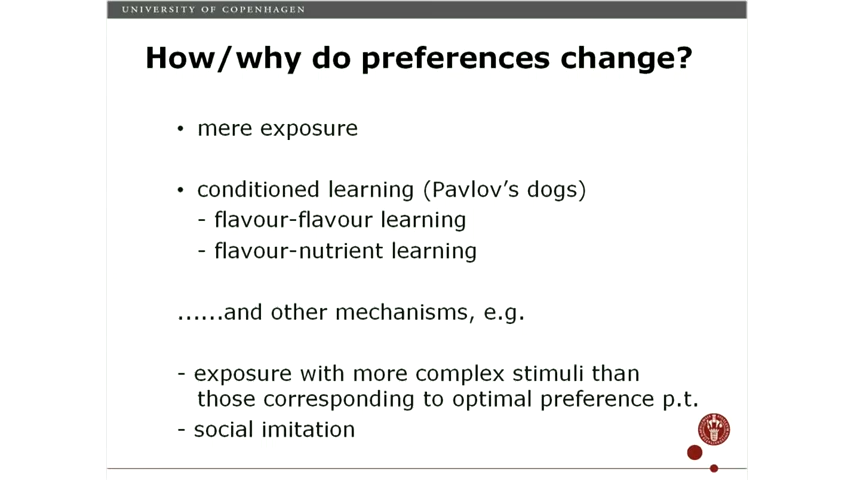 UNIVERSITY OF COPENHAGEN
How/why do preferences change?
• mere exposure
• conditioned learning (Pavlov’s dogs)
- flavour-flavour learning
- flavour-nutrient learning
......and other mechanisms, e.g.
- exposure with more complex stimuli than
those corresponding to optimal preference p.t.
- social imitation